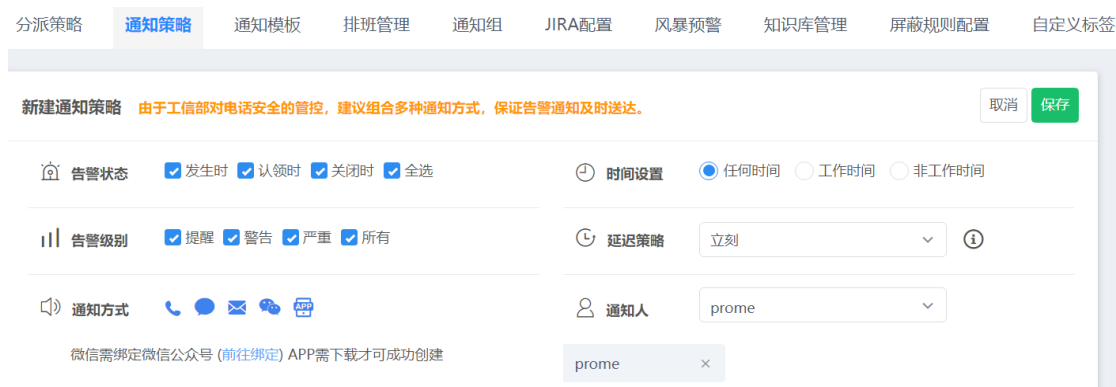 分派策略 通知策略 通知模板 排班管理 通知组 JIRA配置 风暴预警 知识库管理 屏蔽规则配置 自定义标签
新建通知策略 由于工信部对电话安全的管控，建议组合多种通知方式，保证告警通知及时送达。 取消 保存
告警状态 发生时 认领时 关闭时 全选 时间设置 任何时间 工作时间 非工作时间
告警级别 提醒 警告 严重 所有 延迟策略 立刻
通知方式 APP 通知人 prome
微信需绑定微信公众号 (前往绑定) APP需下载才可成功创建
prome ×